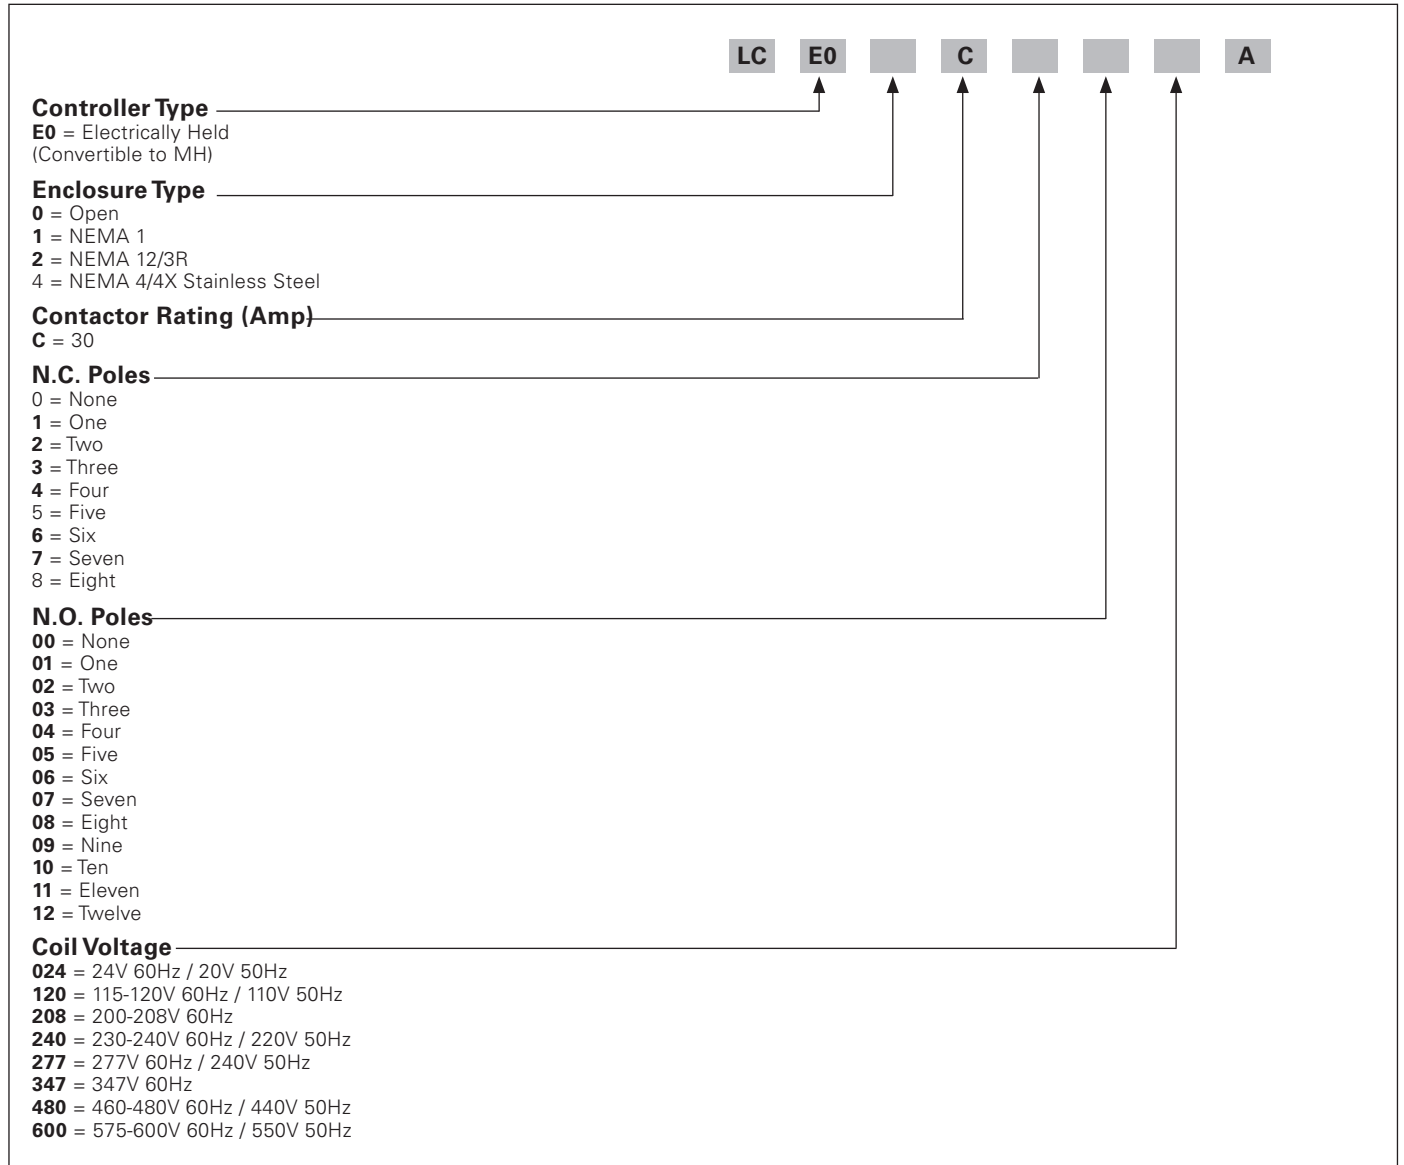 LC E0 C A
Controller Type
E0 = Electrically Held
(Convertible to MH)
Enclosure Type
0 = Open
1 = NEMA 1
2 = NEMA 12/3R
4 = NEMA 4/4X Stainless Steel
Contactor Rating (Amp)
C = 30
N.C. Poles
0 = None
1 = One
2 = Two
3 = Three
4 = Four
5 = Five
6 = Six
7 = Seven
8 = Eight
N.O. Poles
00 = None
01 = One
02 = Two
03 = Three
04 = Four
05 = Five
06 = Six
07 = Seven
08 = Eight
09 = Nine
10 = Ten
11 = Eleven
12 = Twelve
Coil Voltage
024 = 24V 60Hz / 20V 50Hz
120 = 115-120V 60Hz / 110V 50Hz
208 = 200-208V 60Hz
240 = 230-240V 60Hz / 220V 50Hz
277 = 277V 60Hz / 240V 50Hz
347 = 347V 60Hz
480 = 460-480V 60Hz / 440V 50Hz
600 = 575-600V 60Hz / 550V 50Hz